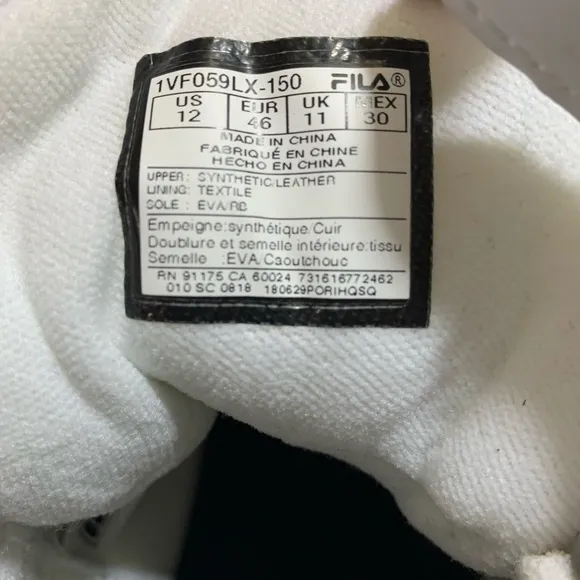 1VF059LX-150 FILA®
US EUR UK MEX
12 46 11 30
MADE IN CHINA
FABRIQUÉ EN CHINE
HECHO EN CHINA
UPPER: SYNTHETIC/LEATHER
LINING: TEXTILE
SOLE : EVA/RB
Empeigne:synthétique/Cuir
Doublure et semelle intérieure:tissu
Semelle :EVA/Caoutchouc
RN 91175 CA 60024 731616772462
010 SC 0818 180629PORIHQSQ